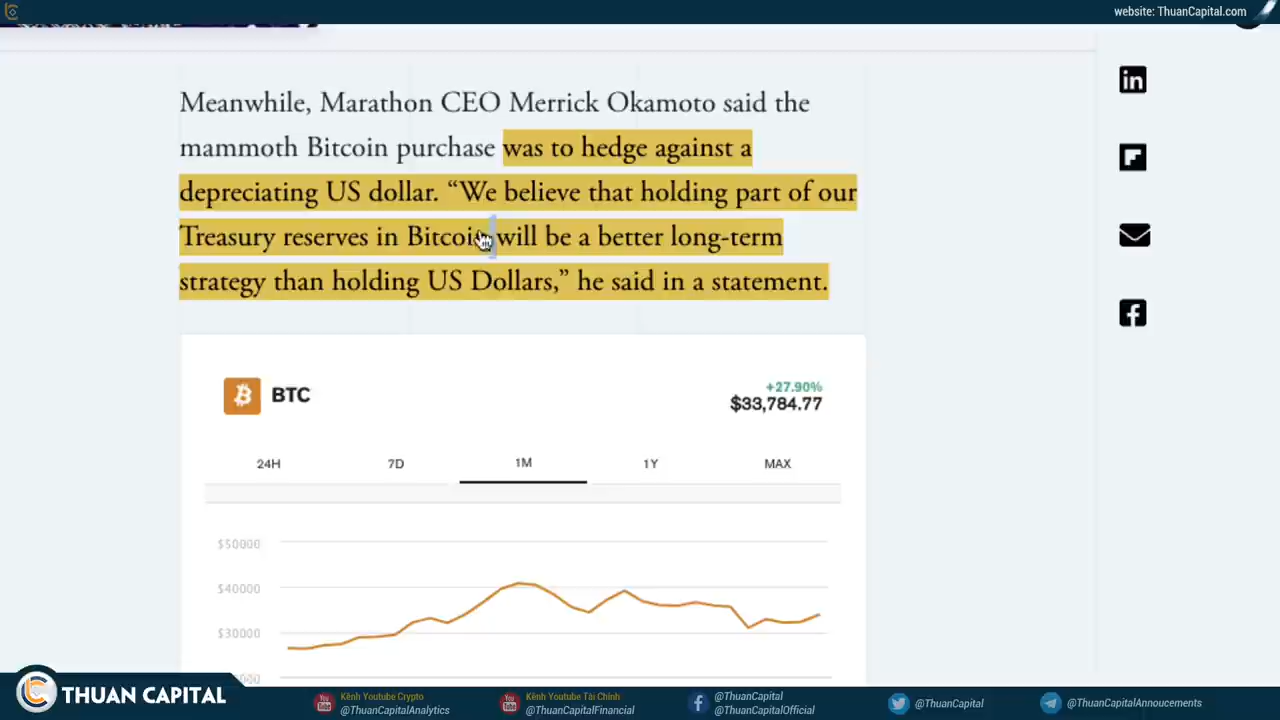 website: ThuanCapital.com
Meanwhile, Marathon CEO Merrick Okamoto said the
mammoth Bitcoin purchase was to hedge against a
depreciating US dollar. “We believe that holding part of our
Treasury reserves in Bitcoin will be a better long-term
strategy than holding US Dollars,” he said in a statement.
BTC
+27.90%
$33,784.77
24H 7D 1M 1Y MAX
$50000
$40000
$30000
THUAN CAPITAL
Kênh Youtube Crypto
@ThuanCapitalAnalytics
Kênh Youtube Tài Chính
@ThuanCapitalFinancial
@ThuanCapital
@ThuanCapitalOfficial
@ThuanCapital
@ThuanCapitalAnnoucements